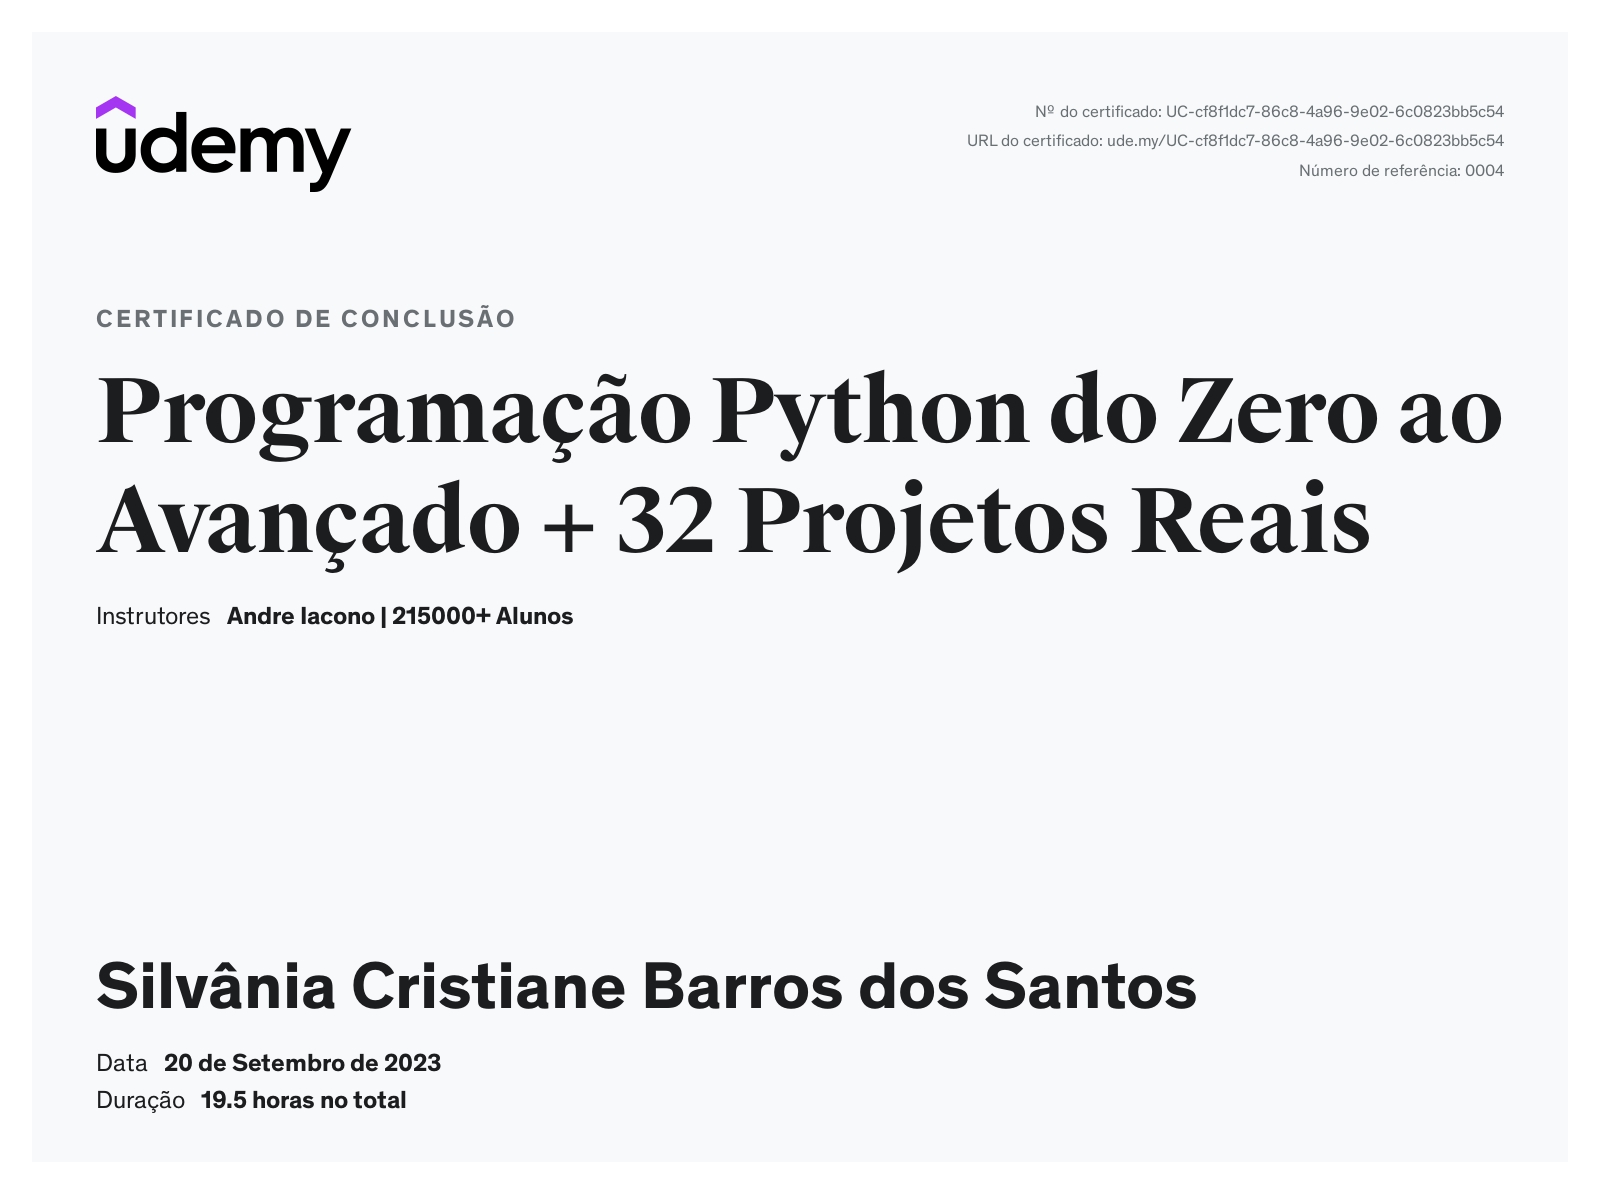 udemy
Nº do certificado: UC-cf8f1dc7-86c8-4a96-9e02-6c0823bb5c54
URL do certificado: ude.my/UC-cf8f1dc7-86c8-4a96-9e02-6c0823bb5c54
Número de referência: 0004
CERTIFICADO DE CONCLUSÃO
Programação Python do Zero ao
Avançado + 32 Projetos Reais
Instrutores Andre Iacono | 215000+ Alunos
Silvânia Cristiane Barros dos Santos
Data 20 de Setembro de 2023
Duração 19.5 horas no total